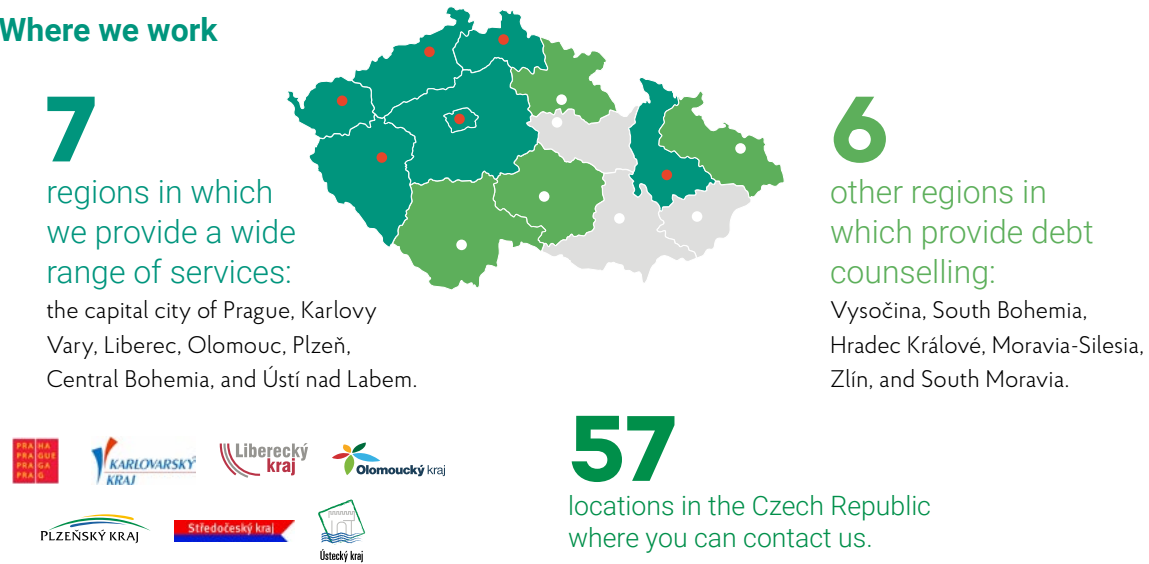 Where we work
7
regions in which
we provide a wide
range of services:
the capital city of Prague, Karlovy
Vary, Liberec, Olomouc, Plzeň,
Central Bohemia, and Ústí nad Labem.
6
other regions in
which provide debt
counselling:
Vysočina, South Bohemia,
Hradec Králové, Moravia-Silesia,
Zlín, and South Moravia.
PRA HA
PRA GUE
PRA GA
PRA G
KARLOVARSKÝ
KRAJ
Liberecký
kraj
Olomoucký kraj
PLZEŇSKÝ KRAJ
Středočeský kraj
Ústecký kraj
57
locations in the Czech Republic
where you can contact us.